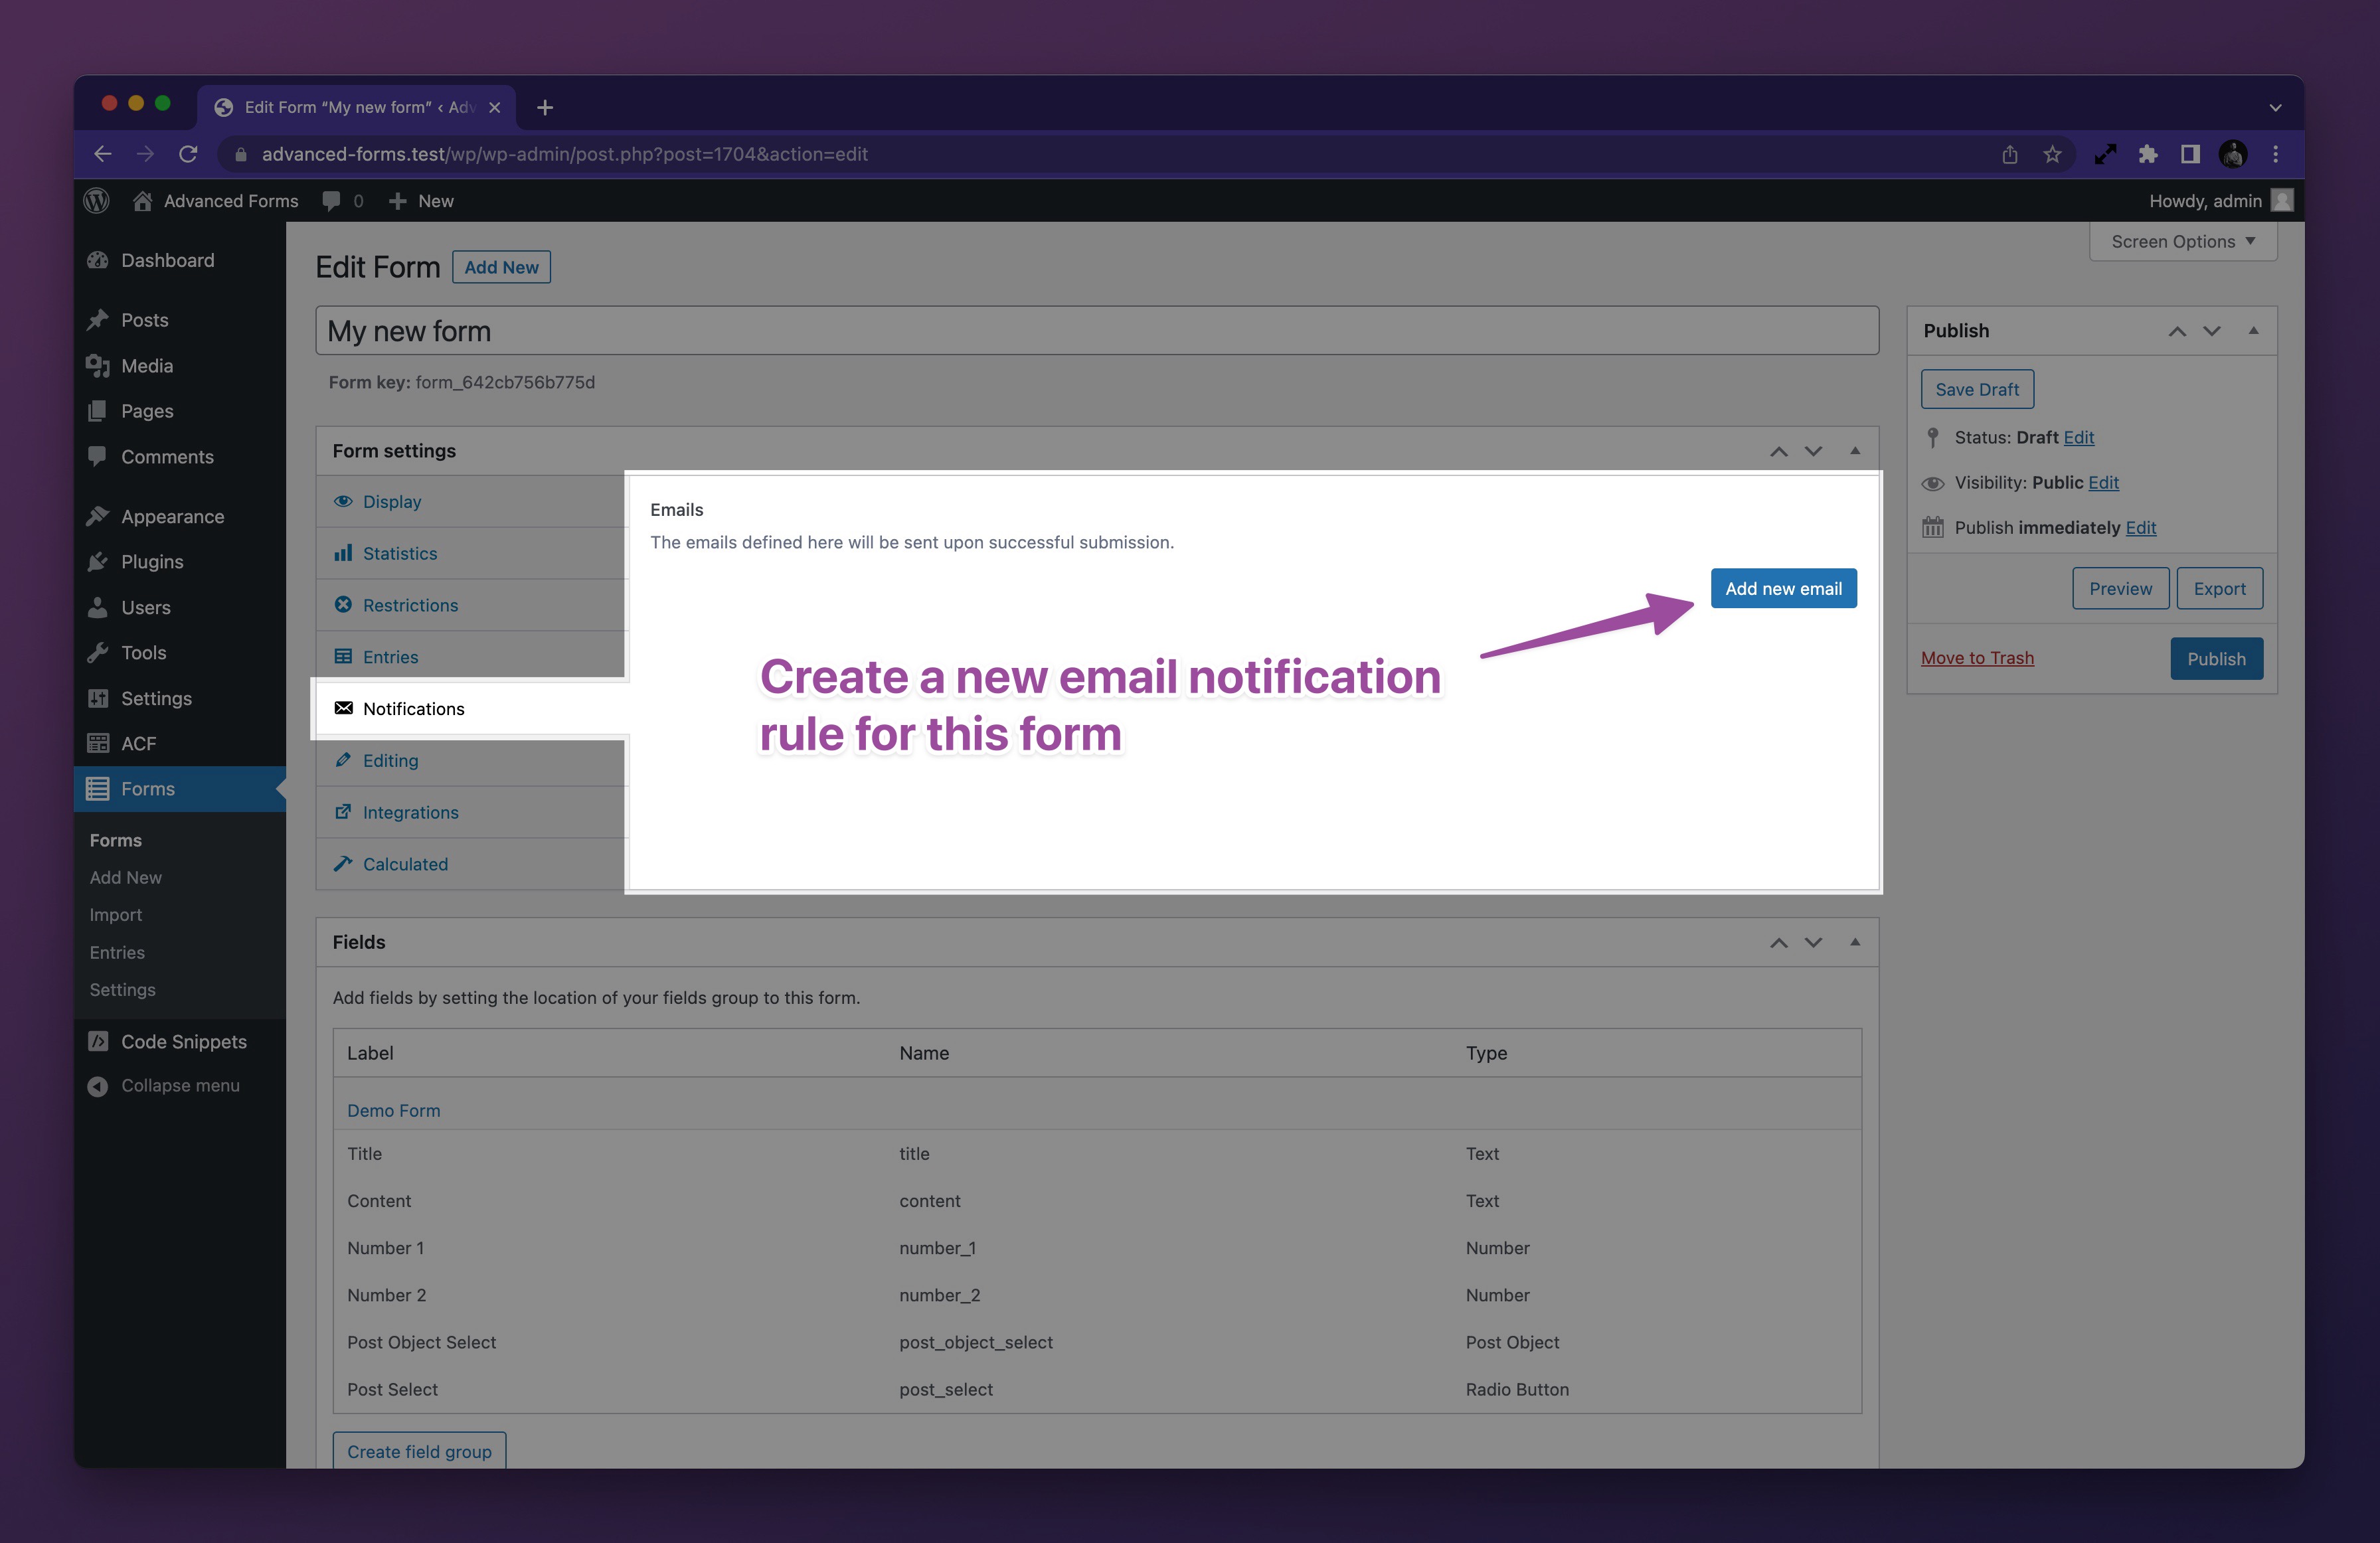 Edit Form “My new form” ‹ Adv
advanced-forms.test/wp/wp-admin/post.php?post=1704&action=edit
Advanced Forms 0 New Howdy, admin
Screen Options
Dashboard
Posts
Media
Pages
Comments
Appearance
Plugins
Users
Tools
Settings
ACF
Forms
Forms
Add New
Import
Entries
Settings
Code Snippets
Collapse menu
Edit Form Add New
My new form
Form key: form_642cb756b775d
Form settings
Display
Statistics
Restrictions
Entries
Notifications
Editing
Integrations
Calculated
Emails
The emails defined here will be sent upon successful submission.
Add new email
Create a new email notification
rule for this form
Fields
Add fields by setting the location of your fields group to this form.
Label Name Type
Demo Form
Title title Text
Content content Text
Number 1 number_1 Number
Number 2 number_2 Number
Post Object Select post_object_select Post Object
Post Select post_select Radio Button
Create field group
Publish
Save Draft
Status: Draft Edit
Visibility: Public Edit
Publish immediately Edit
Preview Export
Move to Trash Publish